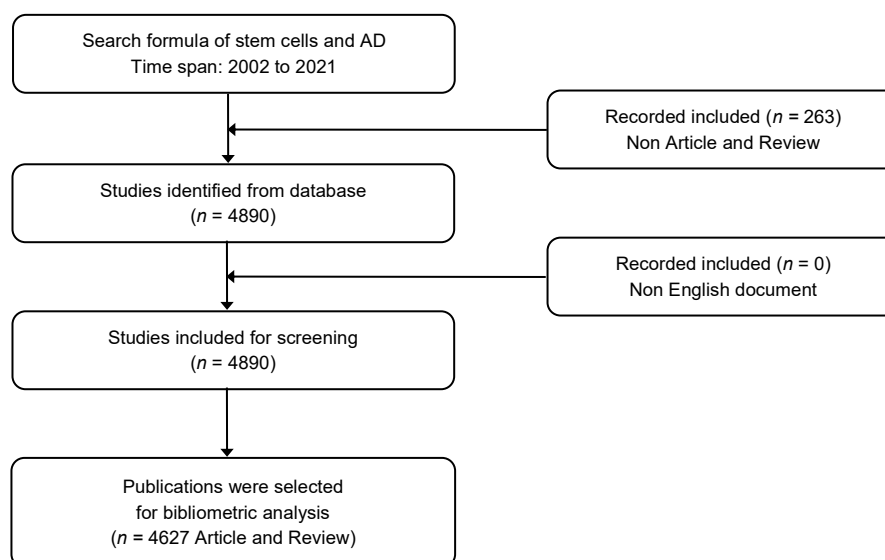 Search formula of stem cells and AD
Time span: 2002 to 2021
Recorded included (n = 263)
Non Article and Review
Studies identified from database
(n = 4890)
Recorded included (n = 0)
Non English document
Studies included for screening
(n = 4890)
Publications were selected
for bibliometric analysis
(n = 4627 Article and Review)